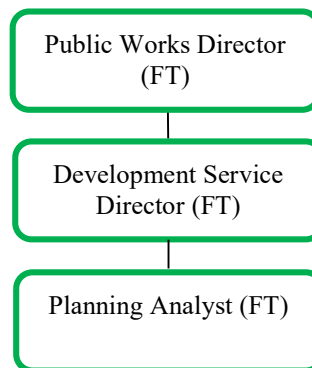 Public Works Director
(FT)
Development Service
Director (FT)
Planning Analyst (FT)